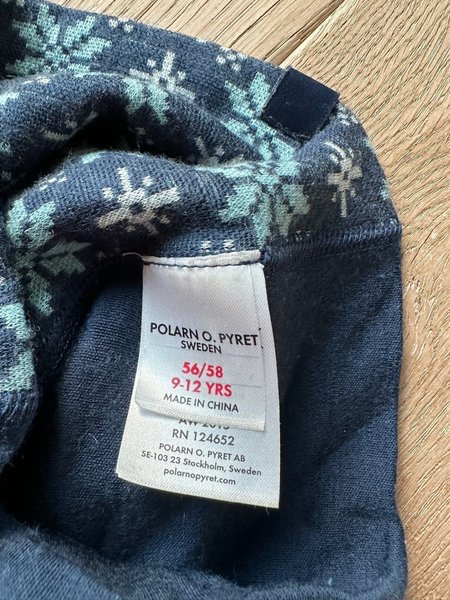 POLARN O. PYRET
SWEDEN
56/58
9-12 YRS
MADE IN CHINA
RN 124652
POLARN O. PYRET AB
SE-103 23 Stockholm, Sweden
polarnopyret.com